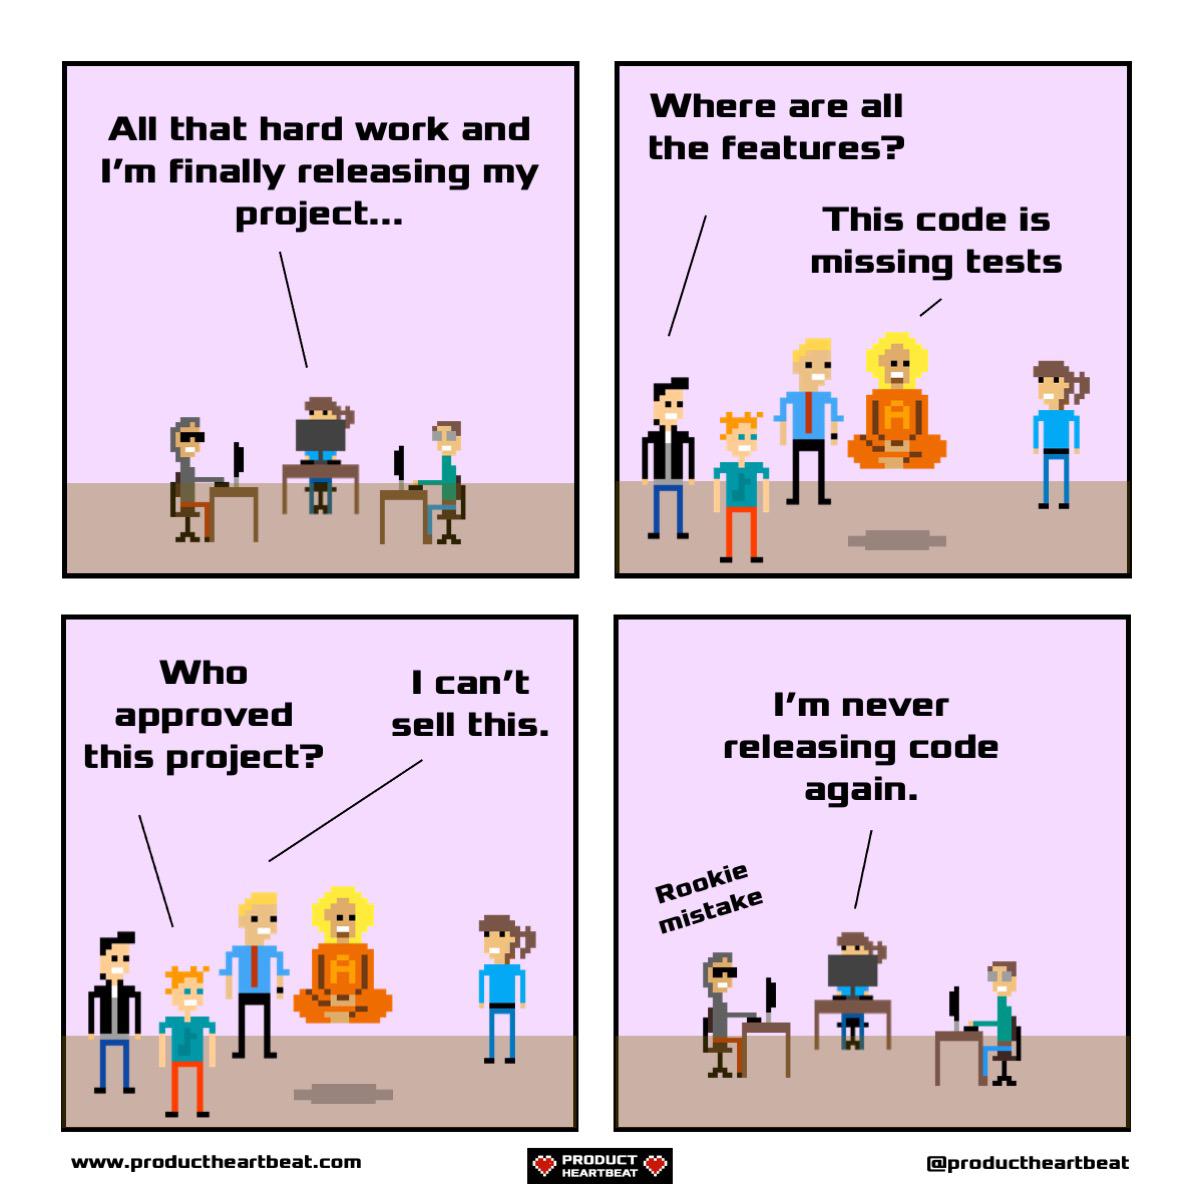 All that hard work and
I'm finally releasing my
project...
Where are all
the features?
This code is
missing tests
Who
approved
this project?
I can't
sell this.
I'm never
releasing code
again.
Rookie
mistake
www.productheartbeat.com
PRODUCT
HEARTBEAT
@productheartbeat